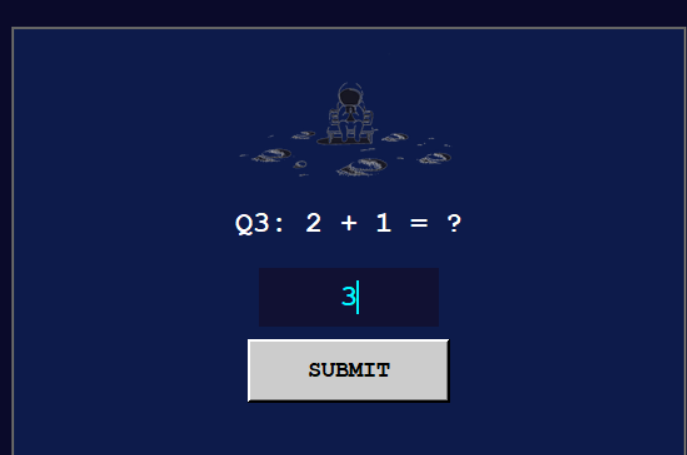 Q3: 2 + 1 = ?
3
SUBMIT